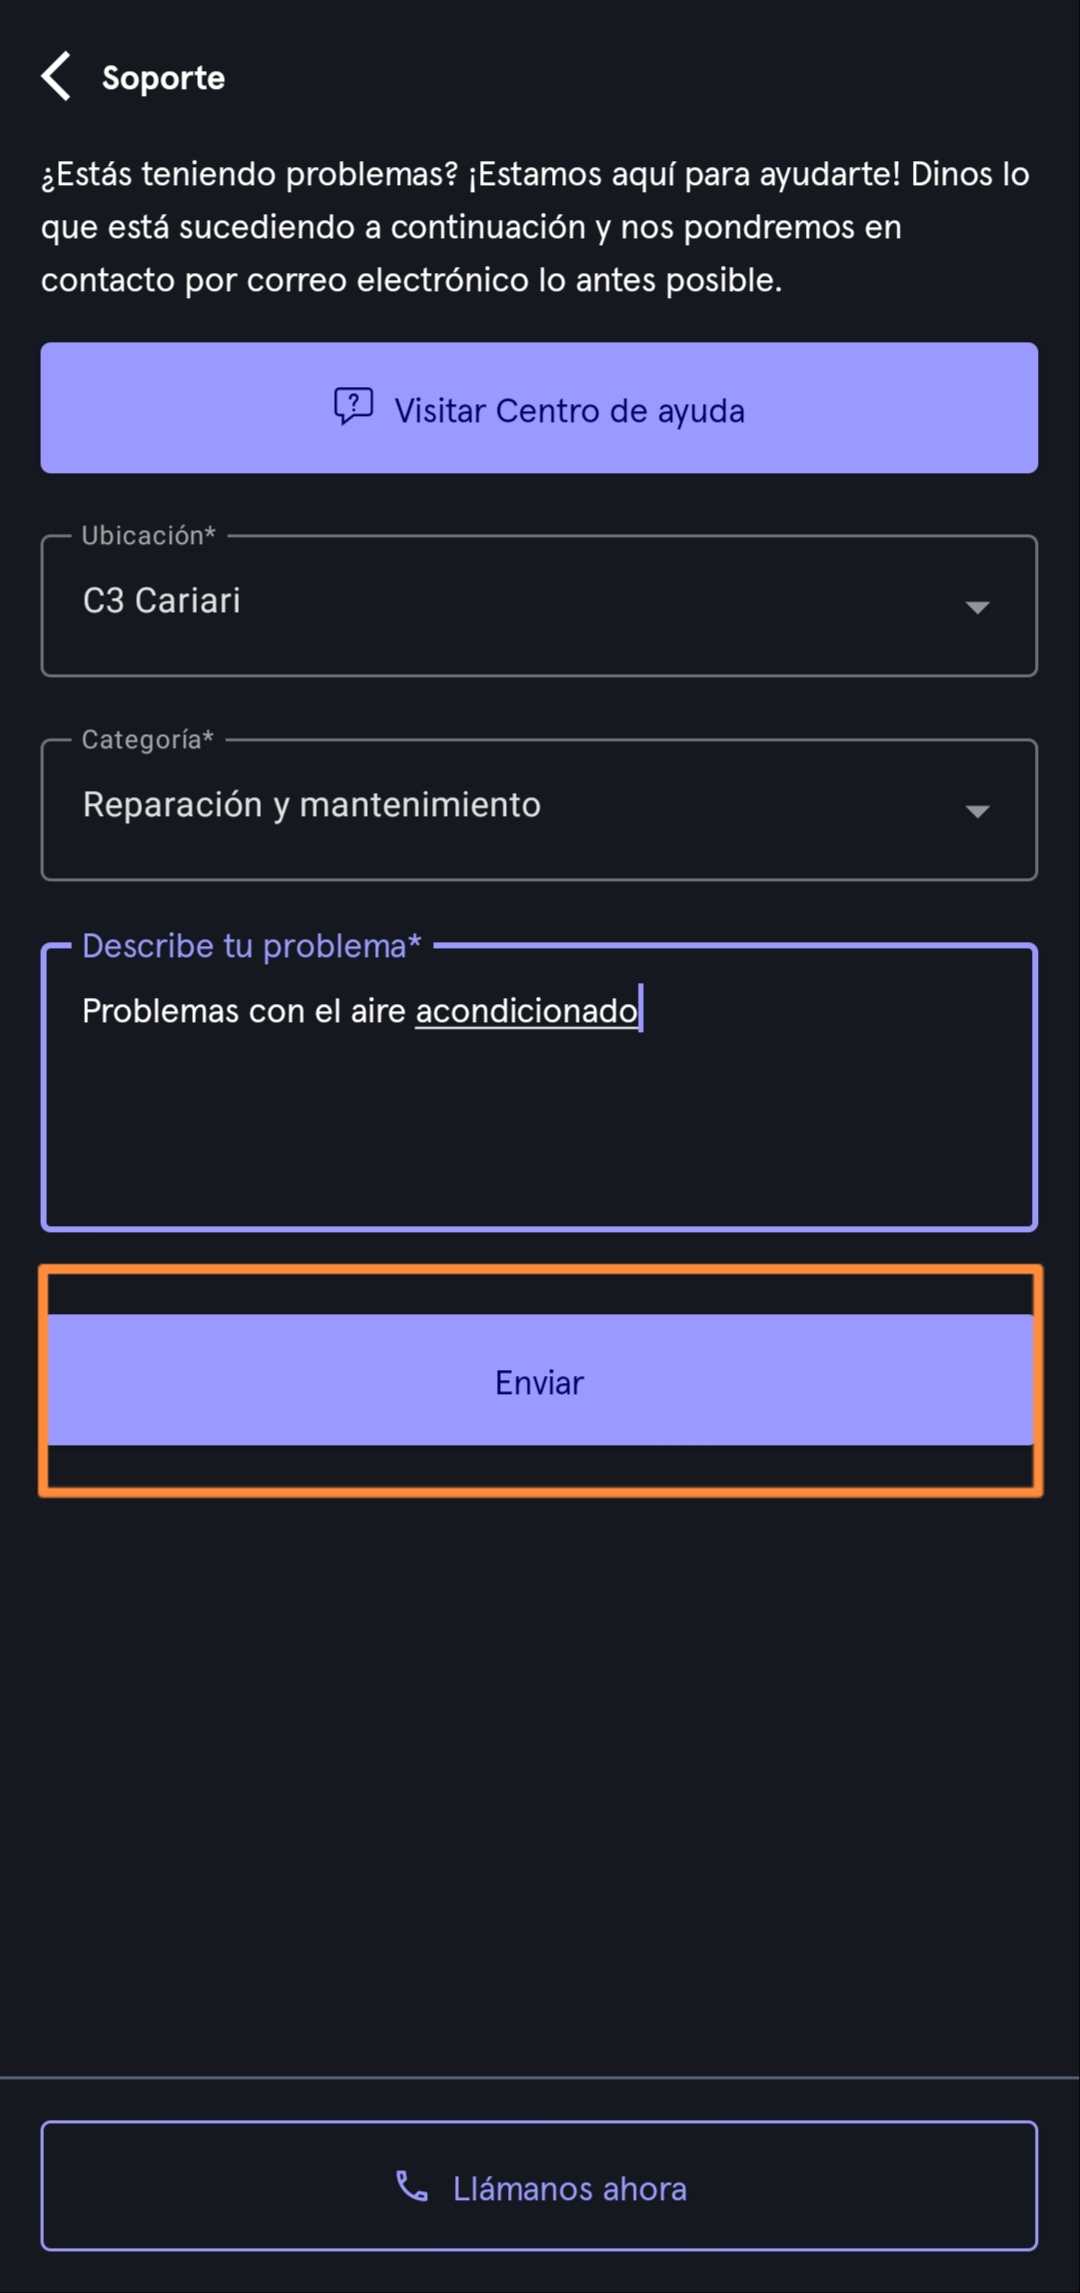 Soporte
¿Estás teniendo problemas? ¡Estamos aquí para ayudarte! Dinos lo
que está sucediendo a continuación y nos pondremos en
contacto por correo electrónico lo antes posible.
Visitar Centro de ayuda
Ubicación*
C3 Cariari
Categoría*
Reparación y mantenimiento
Describe tu problema*
Problemas con el aire acondicionado
Enviar
Llámanos ahora